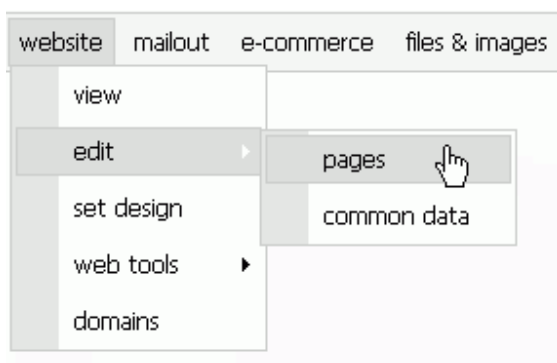 website mailout e-commerce files & images
view
edit
pages
set design
common data
web tools
domains